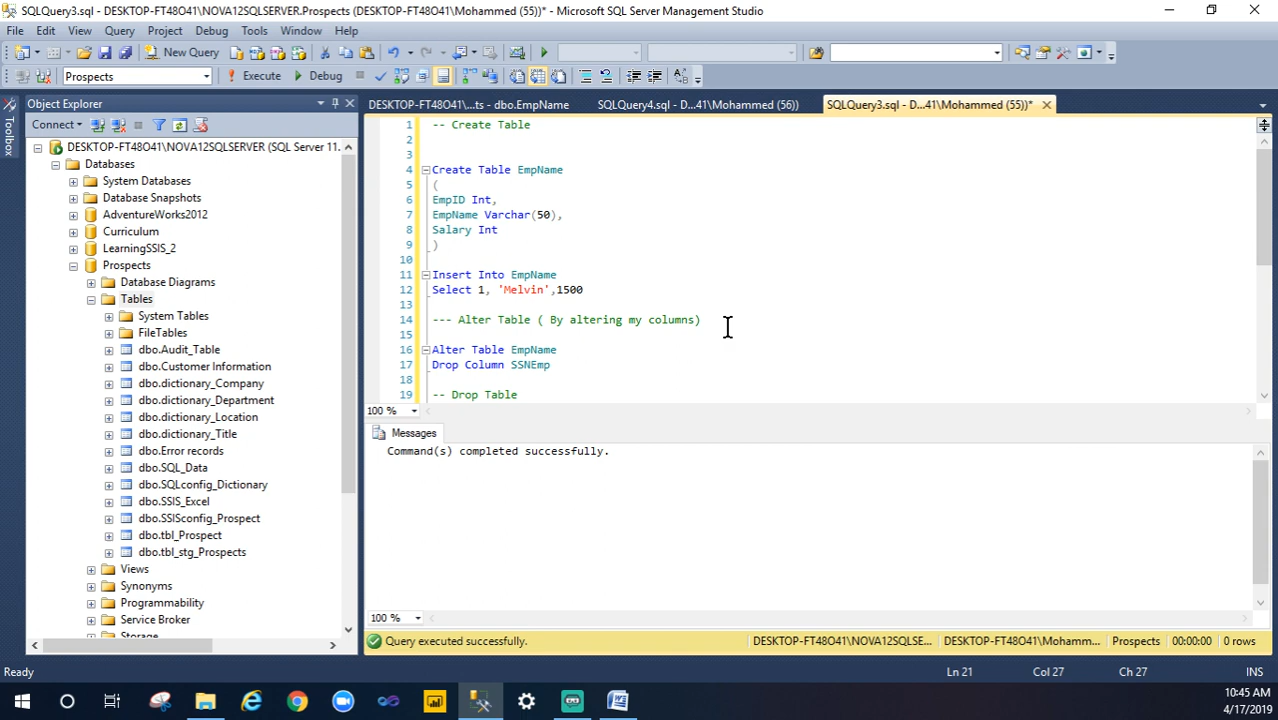 SQLQuery3.sql - DESKTOP-FT48O41\NOVA12SQLSERVER.Prospects (DESKTOP-FT48O41\Mohammed (55))* - Microsoft SQL Server Management Studio
File Edit View Query Project Debug Tools Window Help
New Query
Prospects Execute Debug
Object Explorer
DESKTOP-FT48O41\...ts - dbo.EmpName SQLQuery4.sql - D...41\Mohammed (56)) SQLQuery3.sql - D...41\Mohammed (55))*
Toolbox
Connect
DESKTOP-FT48O41\NOVA12SQLSERVER (SQL Server 11.
Databases
System Databases
Database Snapshots
AdventureWorks2012
Curriculum
LearningSSIS_2
Prospects
Database Diagrams
Tables
System Tables
FileTables
dbo.Audit_Table
dbo.Customer Information
dbo.dictionary_Company
dbo.dictionary_Department
dbo.dictionary_Location
dbo.dictionary_Title
dbo.Error records
dbo.SQL_Data
dbo.SQLconfig_Dictionary
dbo.SSIS_Excel
dbo.SSISconfig_Prospect
dbo.tbl_Prospect
dbo.tbl_stg_Prospects
Views
Synonyms
Programmability
Service Broker
Storage
1 -- Create Table
2
3
4 Create Table EmpName
5 (
6 EmpID Int,
7 EmpName Varchar(50),
8 Salary Int
9 )
10
11 Insert Into EmpName
12 Select 1, 'Melvin',1500
13
14 --- Alter Table ( By altering my columns)
15
16 Alter Table EmpName
17 Drop Column SSNEmp
18
19 -- Drop Table
100 %
Messages
Command(s) completed successfully.
100 %
Query executed successfully. DESKTOP-FT48O41\NOVA12SQLSE... DESKTOP-FT48O41\Mohamm... Prospects 00:00:00 0 rows
Ready Ln 21 Col 27 Ch 27 INS
10:45 AM
4/17/2019